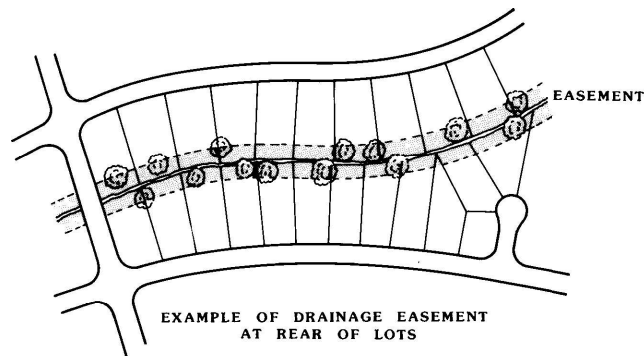 EASEMENT
EXAMPLE OF DRAINAGE EASEMENT
AT REAR OF LOTS